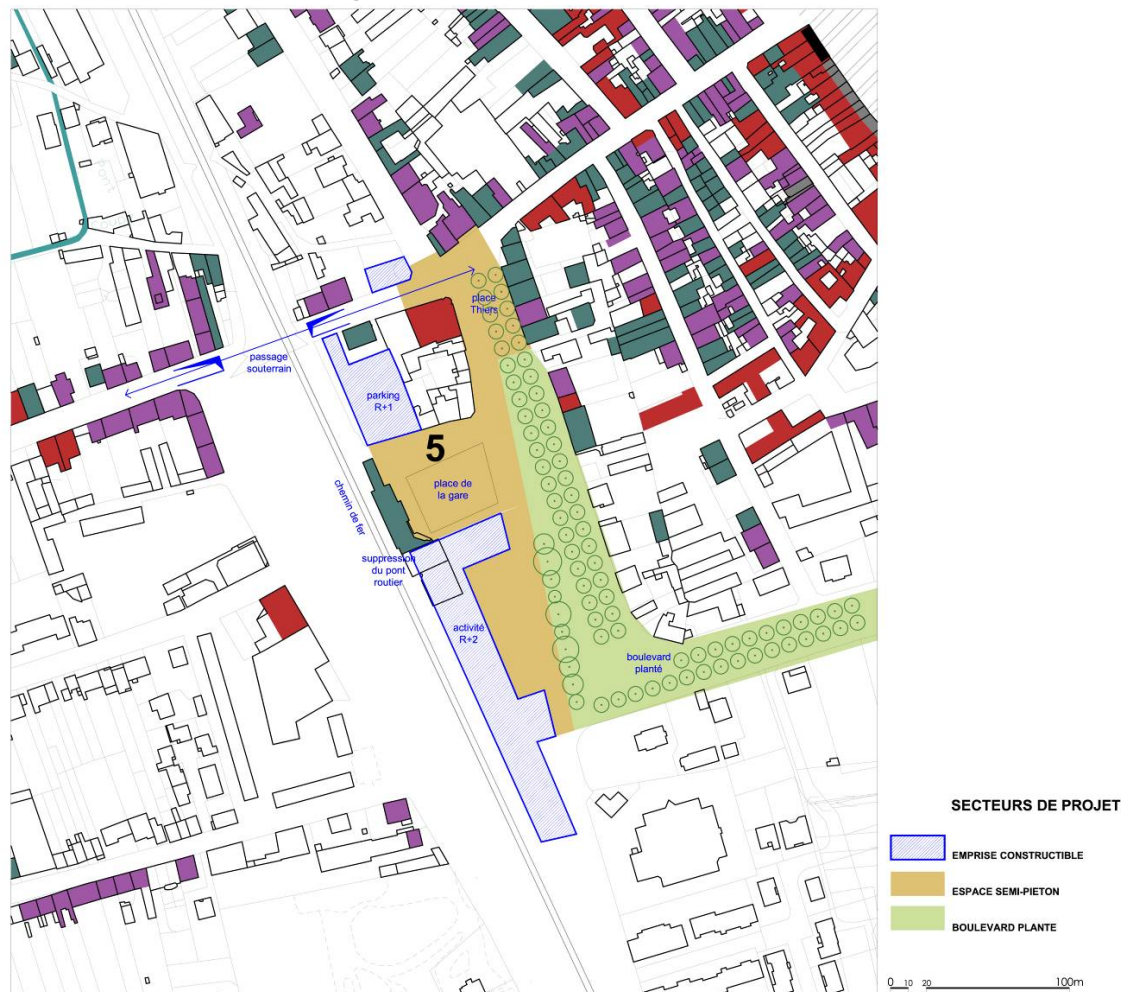 place
Thiers
passage
souterrain
parking
R+1
5
place de
la gare
chemin de fer
suppression
du pont
routier
activité
R+2
boulevard
planté
SECTEURS DE PROJET
EMPRISE CONSTRUCTIBLE
ESPACE SEMI-PIETON
BOULEVARD PLANTE
0 10 20 100m